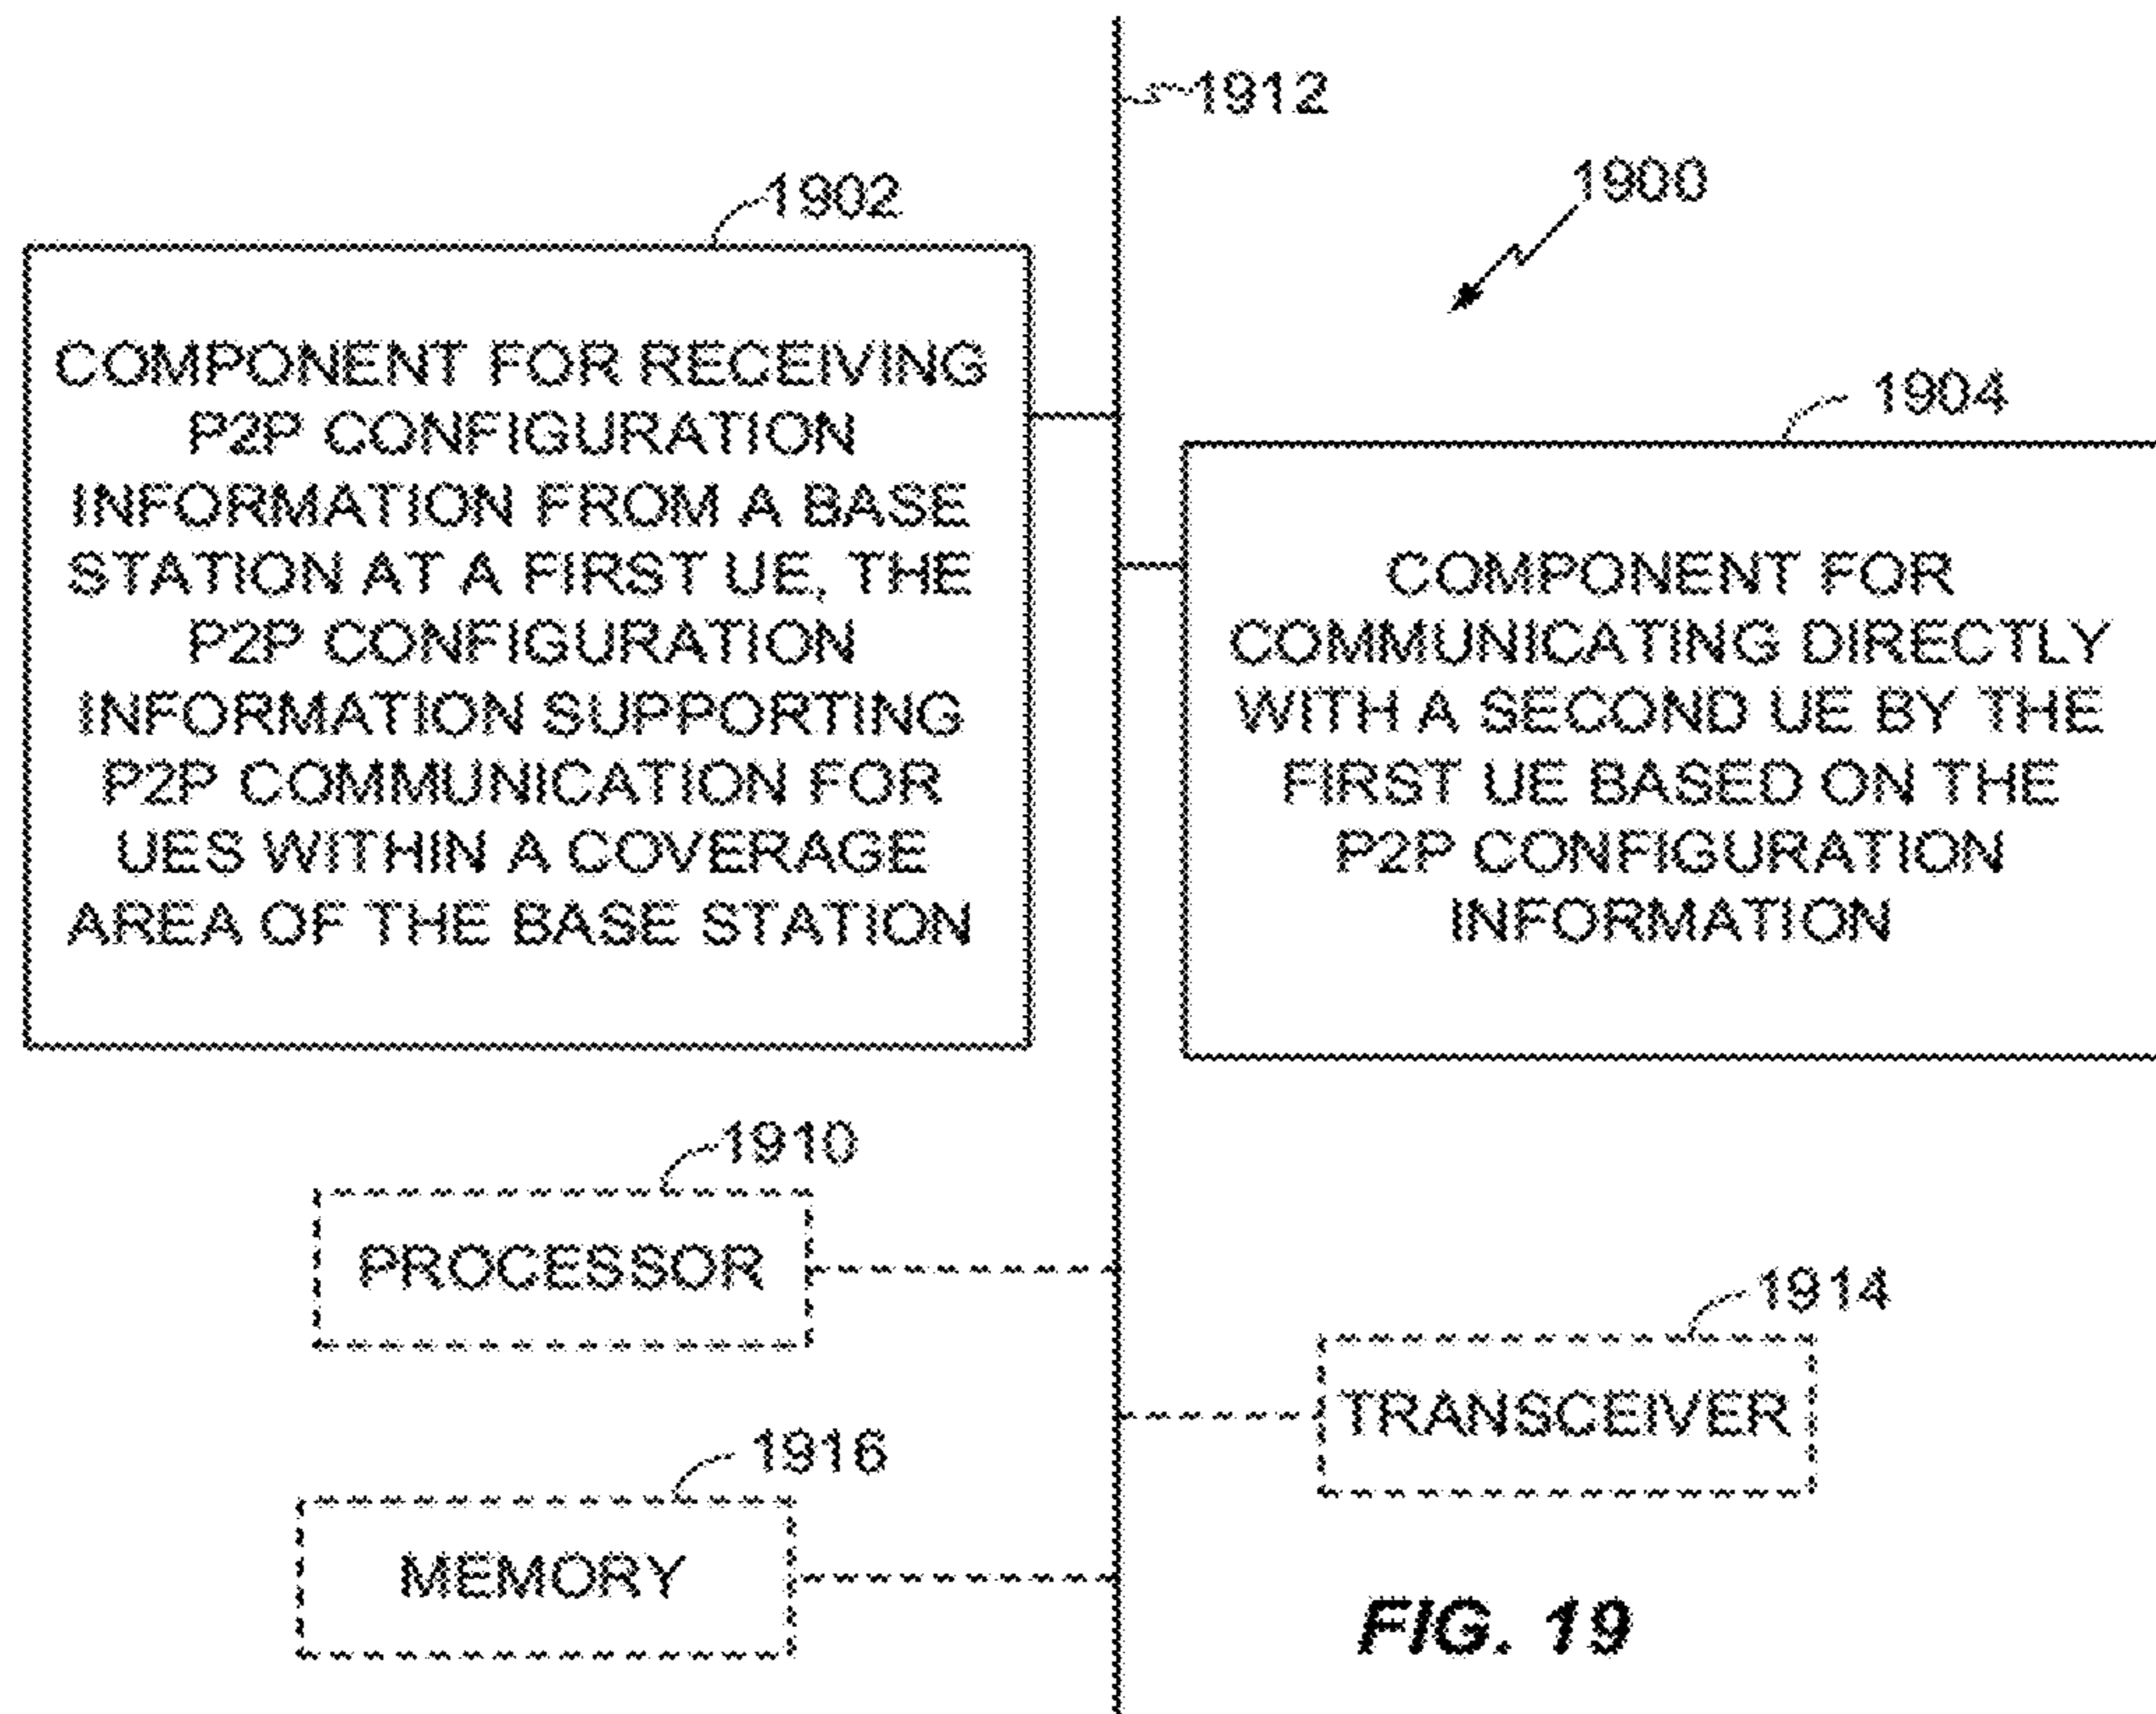 1912
1900
1902
COMPONENT FOR RECEIVING
P2P CONFIGURATION
INFORMATION FROM A BASE
STATION AT A FIRST UE, THE
P2P CONFIGURATION
INFORMATION SUPPORTING
P2P COMMUNICATION FOR
UES WITHIN A COVERAGE
AREA OF THE BASE STATION
1904
COMPONENT FOR
COMMUNICATING DIRECTLY
WITH A SECOND UE BY THE
FIRST UE BASED ON THE
P2P CONFIGURATION
INFORMATION
1910
PROCESSOR
1914
TRANSCEIVER
1916
MEMORY
FIG. 19